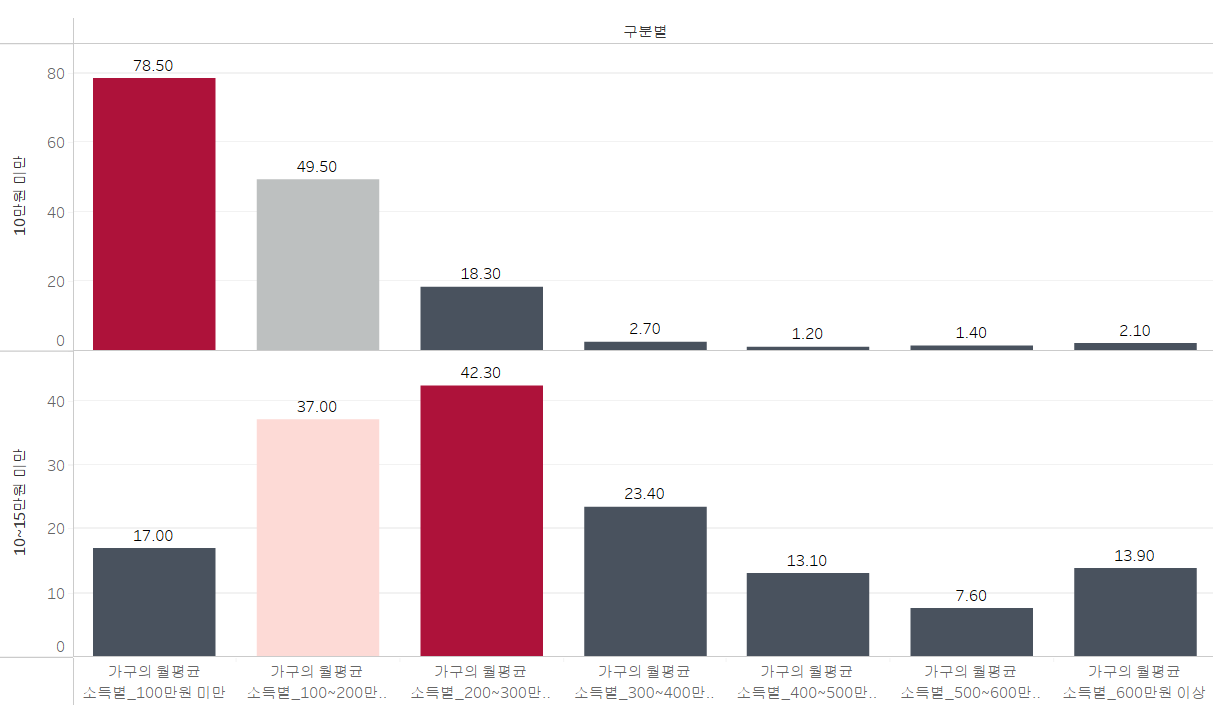 구분별
10만원 미만
80
60
40
20
0
78.50
49.50
18.30
2.70
1.20
1.40
2.10
10~15만원 미만
40
30
20
10
0
17.00
37.00
42.30
23.40
13.10
7.60
13.90
가구의 월평균
소득별_100만원 미만
가구의 월평균
소득별_100~200만..
가구의 월평균
소득별_200~300만..
가구의 월평균
소득별_300~400만..
가구의 월평균
소득별_400~500만..
가구의 월평균
소득별_500~600만..
가구의 월평균
소득별_600만원 이상